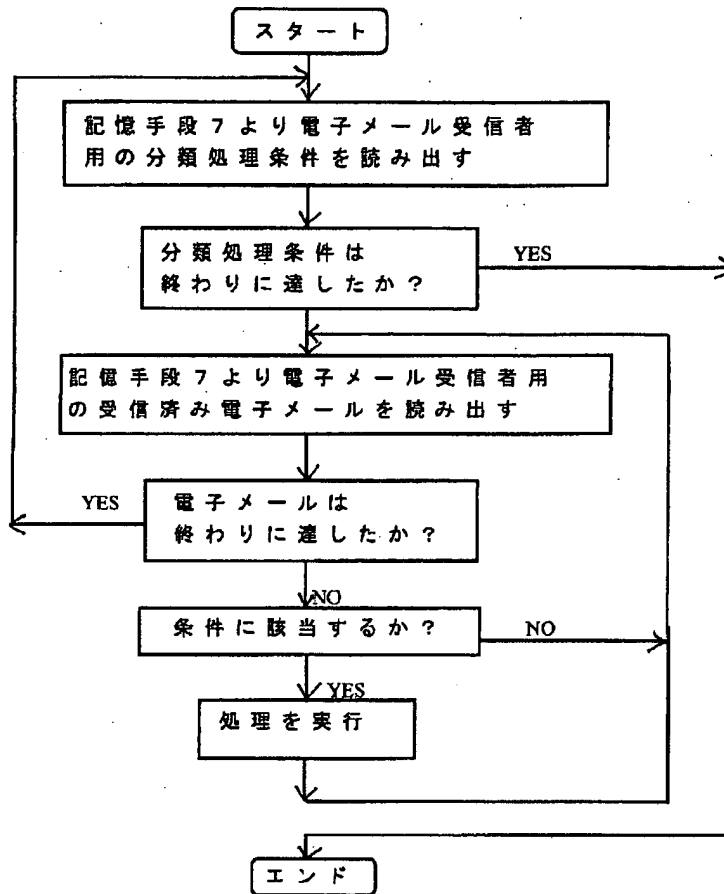 スタート
記憶手段7より電子メール受信者
用の分類処理条件を読み出す
分類処理条件は
終わりに達したか?
YES
記憶手段7より電子メール受信者用
の受信済み電子メールを読み出す
YES
電子メールは
終わりに達したか?
NO
条件に該当するか?
NO
YES
処理を実行
エンド